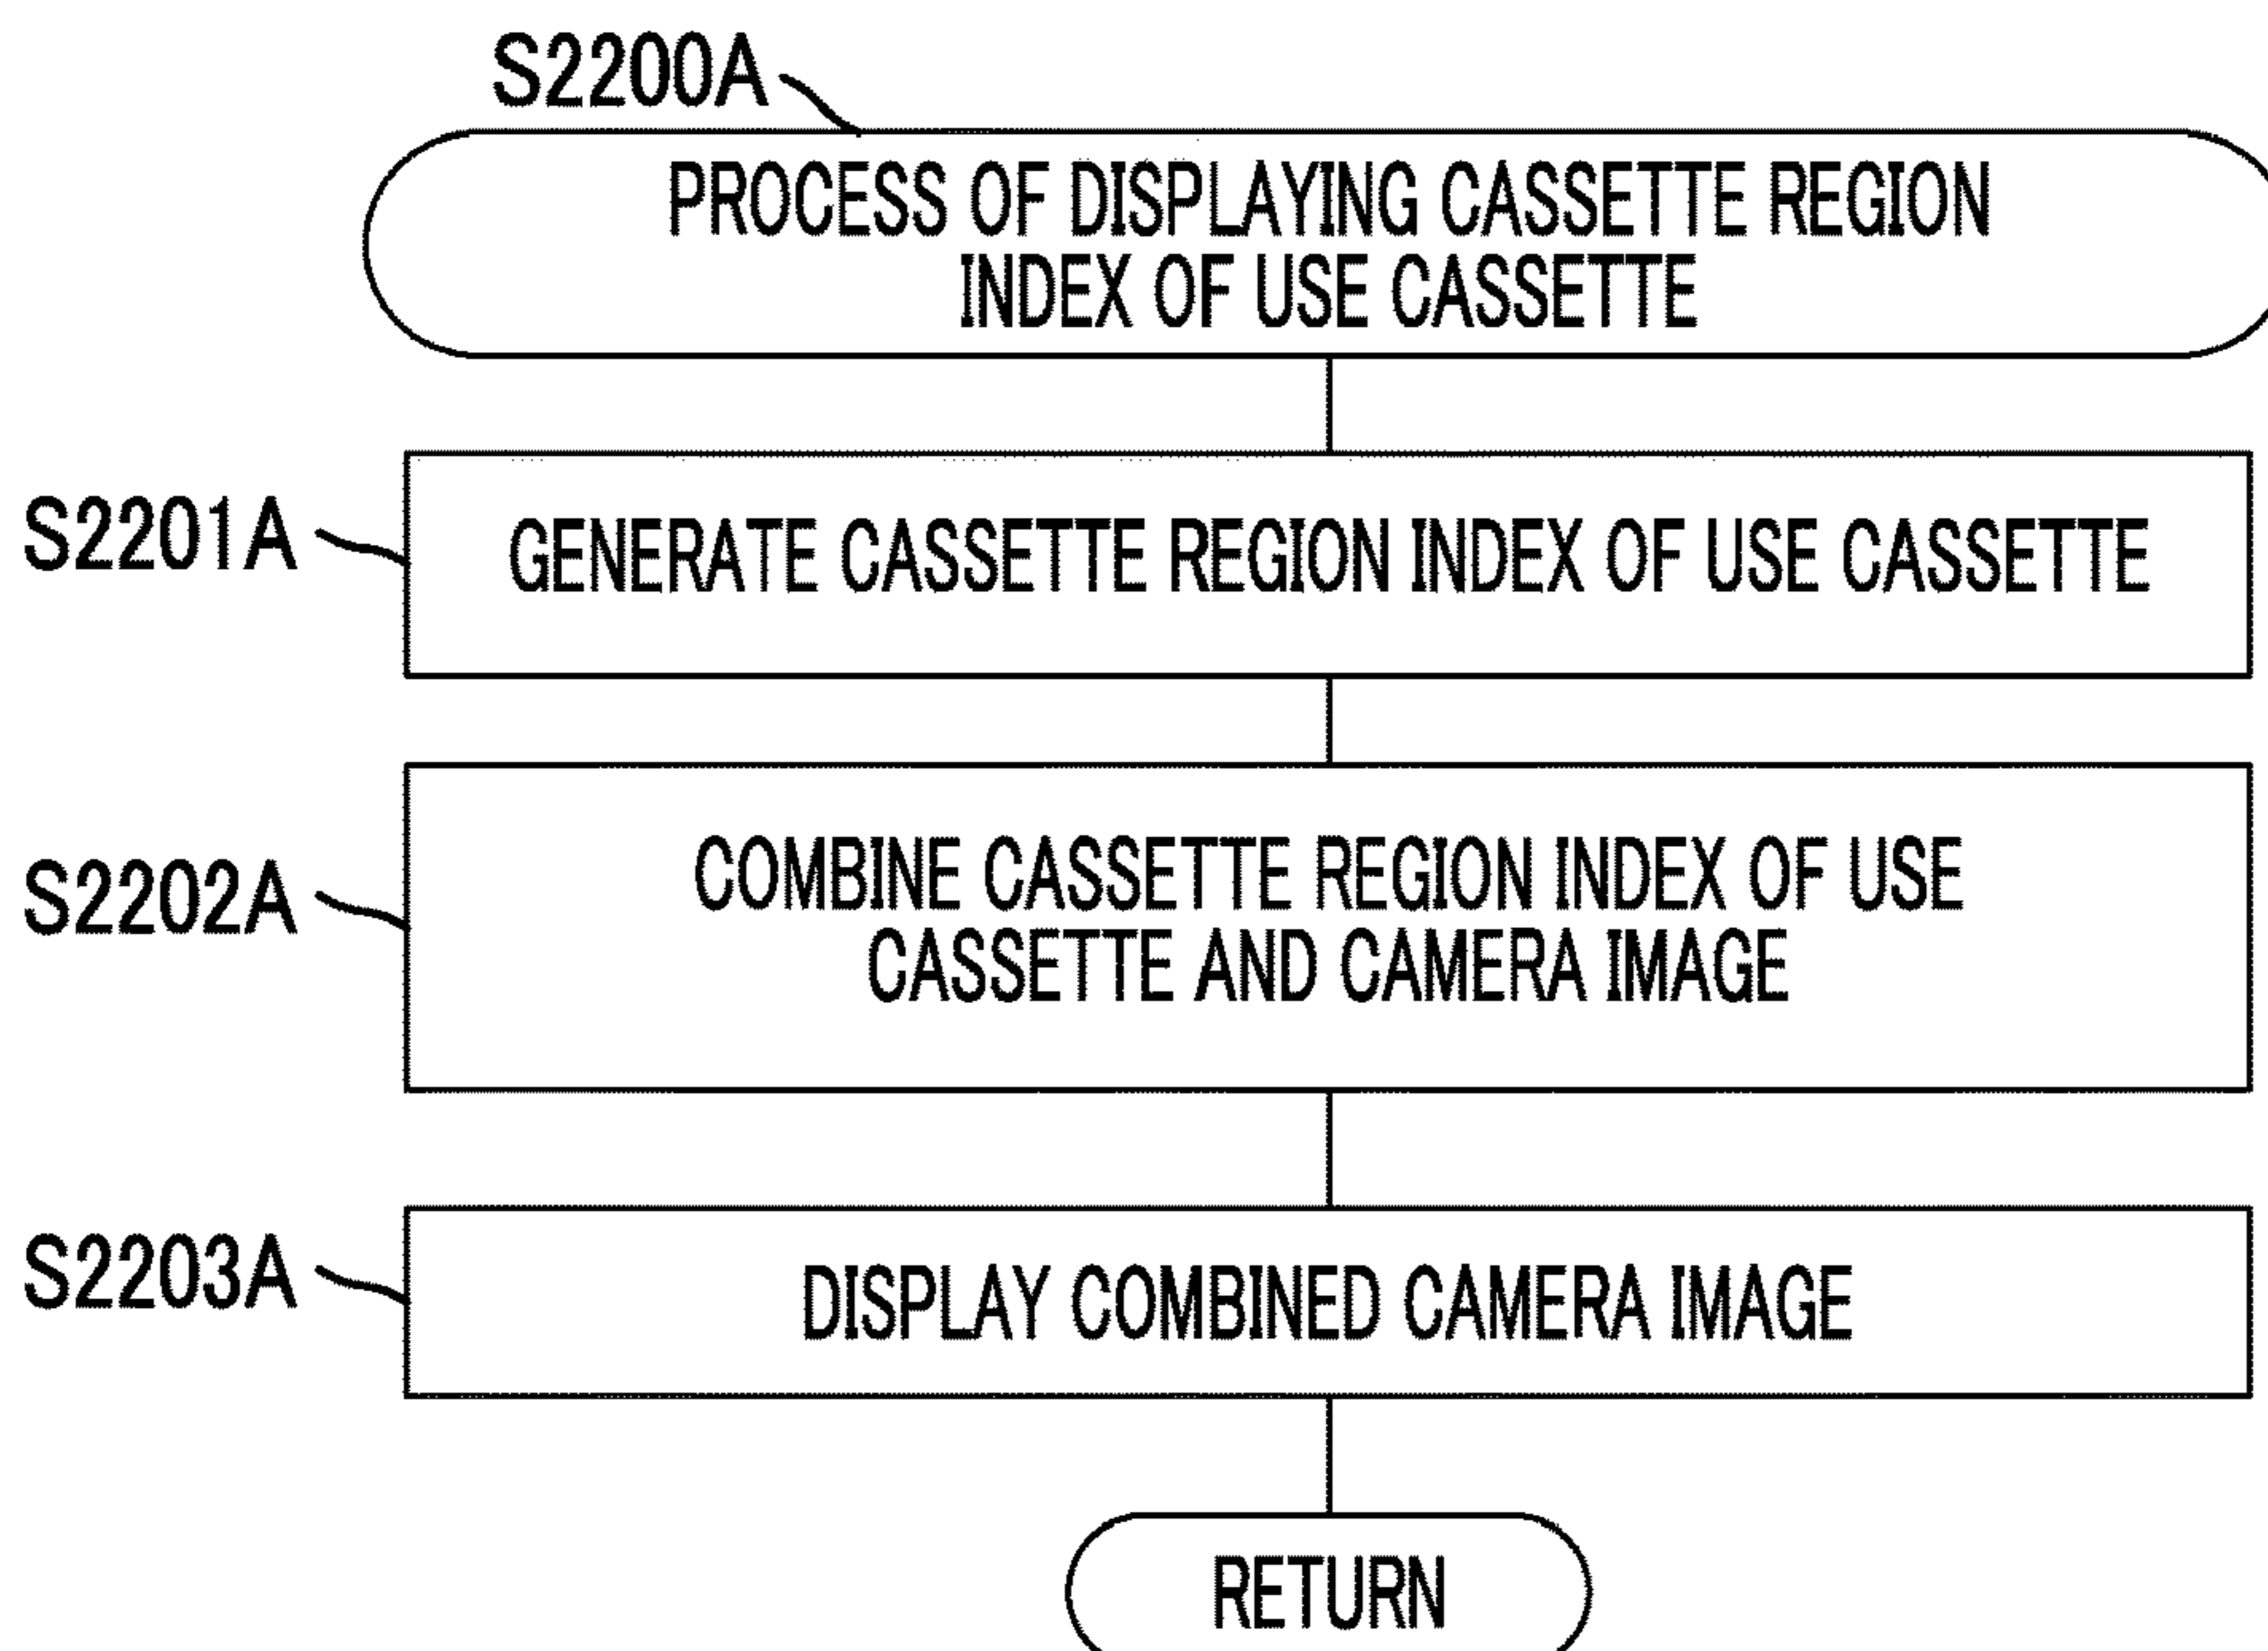 S2200A
PROCESS OF DISPLAYING CASSETTE REGION
INDEX OF USE CASSETTE
S2201A
GENERATE CASSETTE REGION INDEX OF USE CASSETTE
S2202A
COMBINE CASSETTE REGION INDEX OF USE
CASSETTE AND CAMERA IMAGE
S2203A
DISPLAY COMBINED CAMERA IMAGE
RETURN